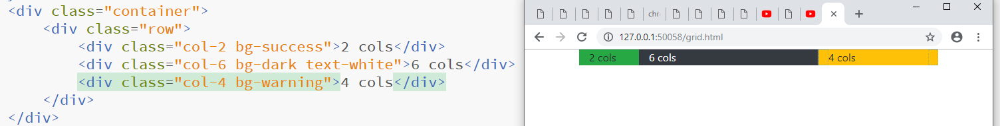 <div class="container">
<div class="row">
<div class="col-2 bg-success">2 cols</div>
<div class="col-6 bg-dark text-white">6 cols</div>
<div class="col-4 bg-warning">4 cols</div>
</div>
</div>
chr
127.0.0.1:50058/grid.html
2 cols 6 cols 4 cols